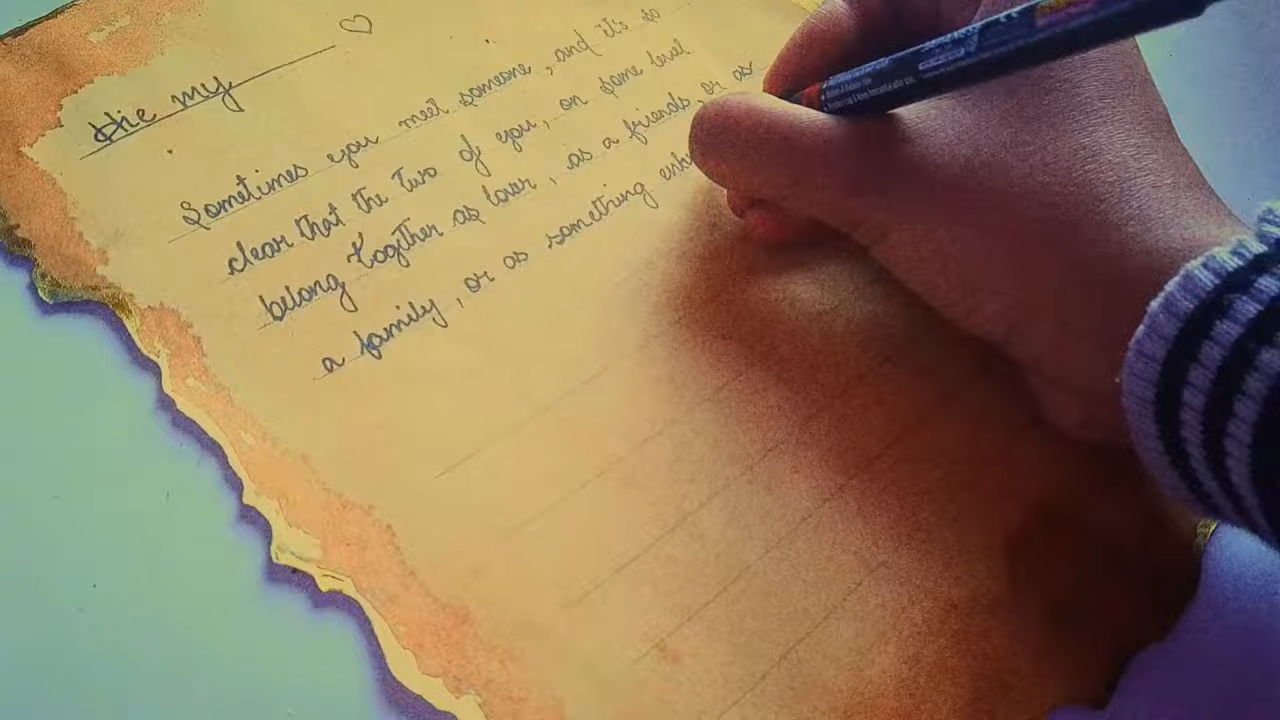 the my
Sometimes you meet someone, and it's so
clear that the two of you, on some level
belong together as lover, as a friends, or as
a family, or as something